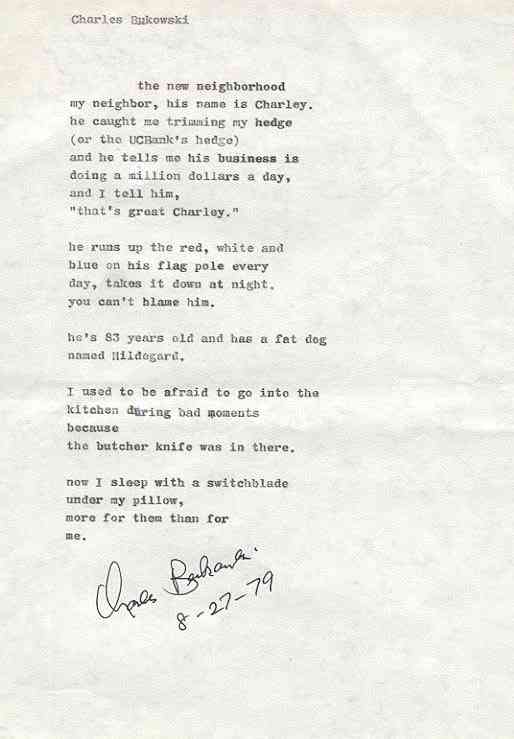 Charles Bukowski
the new neighborhood
my neighbor, his name is Charley.
he caught me trimming my hedge
(or the UCBank's hedge)
and he tells me his business is
doing a million dollars a day,
and I tell him,
"that's great Charley."
he runs up the red, white and
blue on his flag pole every
day, takes it down at night.
you can't blame him.
he's 83 years old and has a fat dog
named Hildegard.
I used to be afraid to go into the
kitchen during bad moments
because
the butcher knife was in there.
now I sleep with a switchblade
under my pillow,
more for them than for
me.
Charles Bukowski
8-27-79